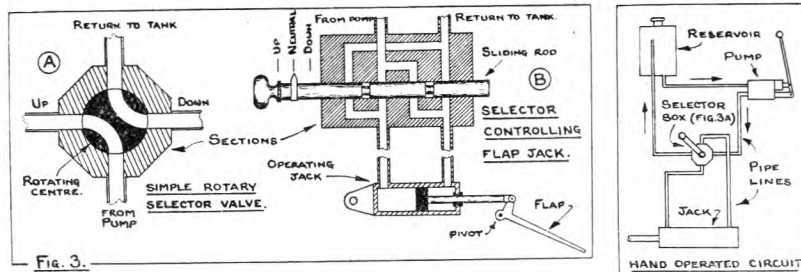 RETURN TO TANK
A
UP
DOWN
SECTIONS
ROTATING
CENTRE.
FROM
PUMP
SIMPLE ROTARY
SELECTOR VALVE.
FIG. 3.
FROM PUMP
RETURN TO TANK.
UP
NEUTRAL
DOWN
SLIDING ROD
B
SELECTOR
CONTROLLING
FLAP JACK.
OPERATING
JACK
PIVOT
FLAP
RESERVOIR
PUMP
SELECTOR
BOX (FIG. 3A)
PIPE
LINES
JACK.
HAND OPERATED CIRCUIT